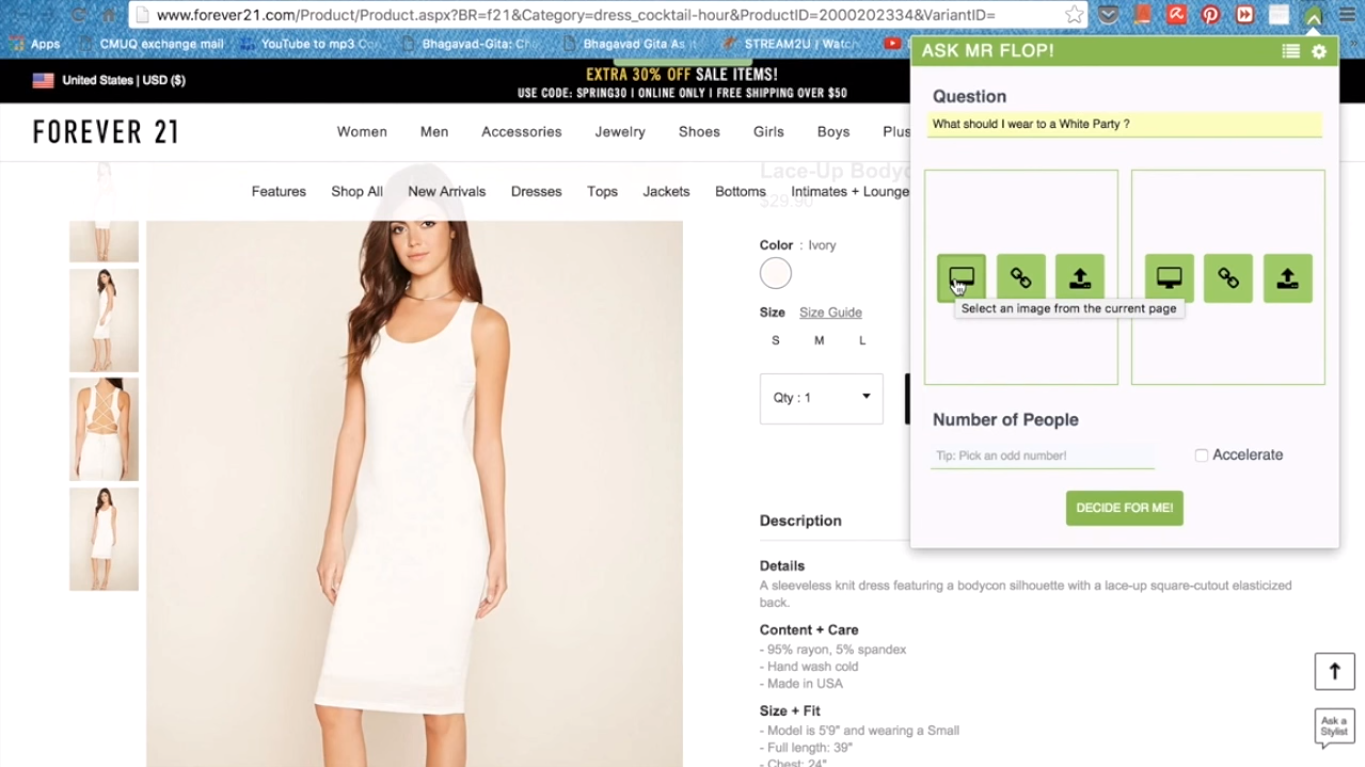 www.forever21.com/Product/Product.aspx?BR=f21&Category=dress_cocktail-hour&ProductID=2000202334&VariantID=
Apps
CMUQ exchange mail
YouTube to mp3
Bhagavad-Gita:
Bhagavad Gita As
STREAM2U | Watch
ASK MR FLOP!
United States | USD ($)
EXTRA 30% OFF SALE ITEMS!
USE CODE: SPRING30 | ONLINE ONLY | FREE SHIPPING OVER $50
Question
What should I wear to a White Party ?
FOREVER 21
Women Men Accessories Jewelry Shoes Girls Boys Plus
Lace-Up Bodyc
$29.90
Features Shop All New Arrivals Dresses Tops Jackets Bottoms Intimates + Lounge
Color : Ivory
Size Size Guide
S M L
Qty : 1
Select an image from the current page
Number of People
Tip: Pick an odd number!
Accelerate
DECIDE FOR ME!
Description
Details
A sleeveless knit dress featuring a bodycon silhouette with a lace-up square-cutout elasticized
back.
Content + Care
- 95% rayon, 5% spandex
- Hand wash cold
- Made in USA
Size + Fit
- Model is 5'9" and wearing a Small
- Full length: 39"
- Chest: 24"
Ask a
Stylist